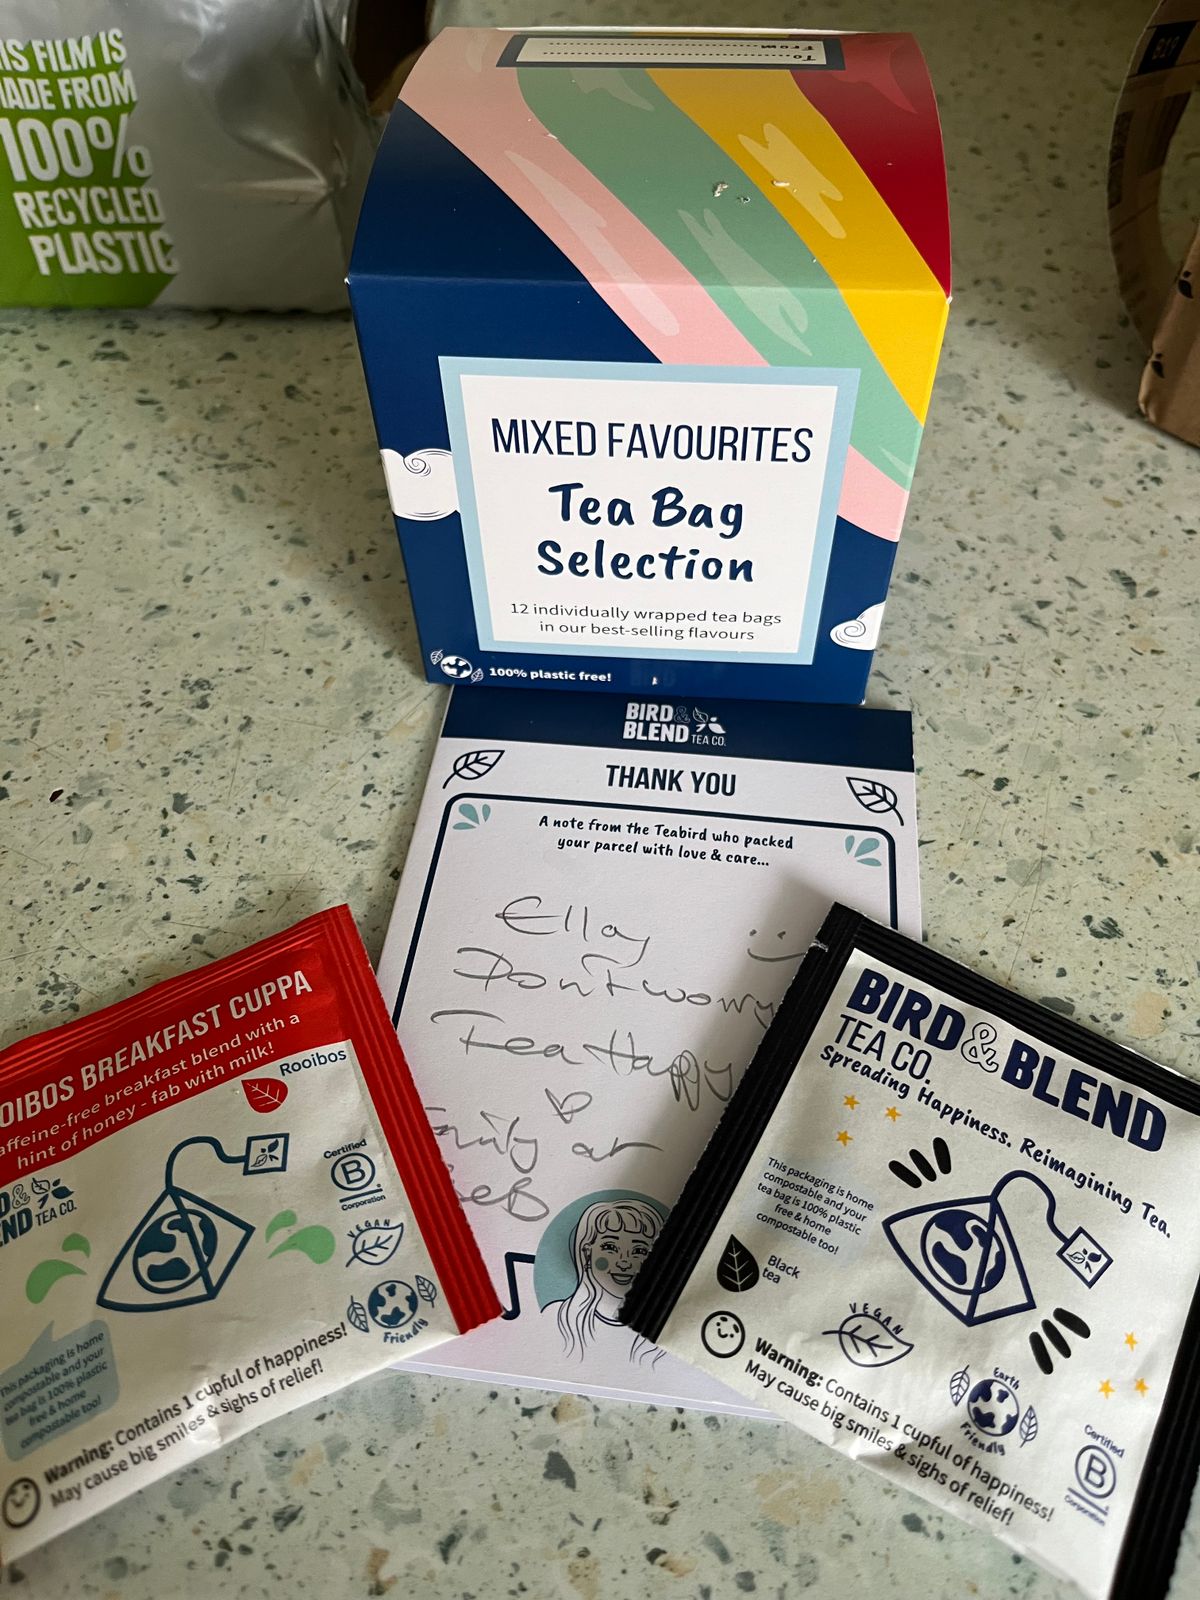 IS FILM IS
MADE FROM
100%
RECYCLED
PLASTIC
B19
To
From
MIXED FAVOURITES
Tea Bag
Selection
12 individually wrapped tea bags
in our best-selling flavours
100% plastic free!
BIRD&
BLEND TEA CO.
THANK YOU
A note from the Teabird who packed
your parcel with love & care...
Ellay
Don't worry
Tea Happy
at
OIBOS BREAKFAST CUPPA
affeine-free breakfast blend with a
hint of honey - fab with milk!
Rooibos
D&
END TEA CO.
Certified
B
Corporation
VEGAN
Friendly
This packaging is home
compostable and your
tea bag is 100% plastic
free & home
compostable too!
Warning: Contains 1 cupful of happiness!
May cause big smiles & sighs of relief!
BIRD&BLEND
TEA CO.
Spreading Happiness. Reimagining Tea.
This packaging is home
compostable and your
tea bag is 100% plastic
free & home
compostable too!
Black
tea
VEGAN
Earth
Friendly
Certified
B
Corporation
Warning: Contains 1 cupful of happiness!
May cause big smiles & sighs of relief!